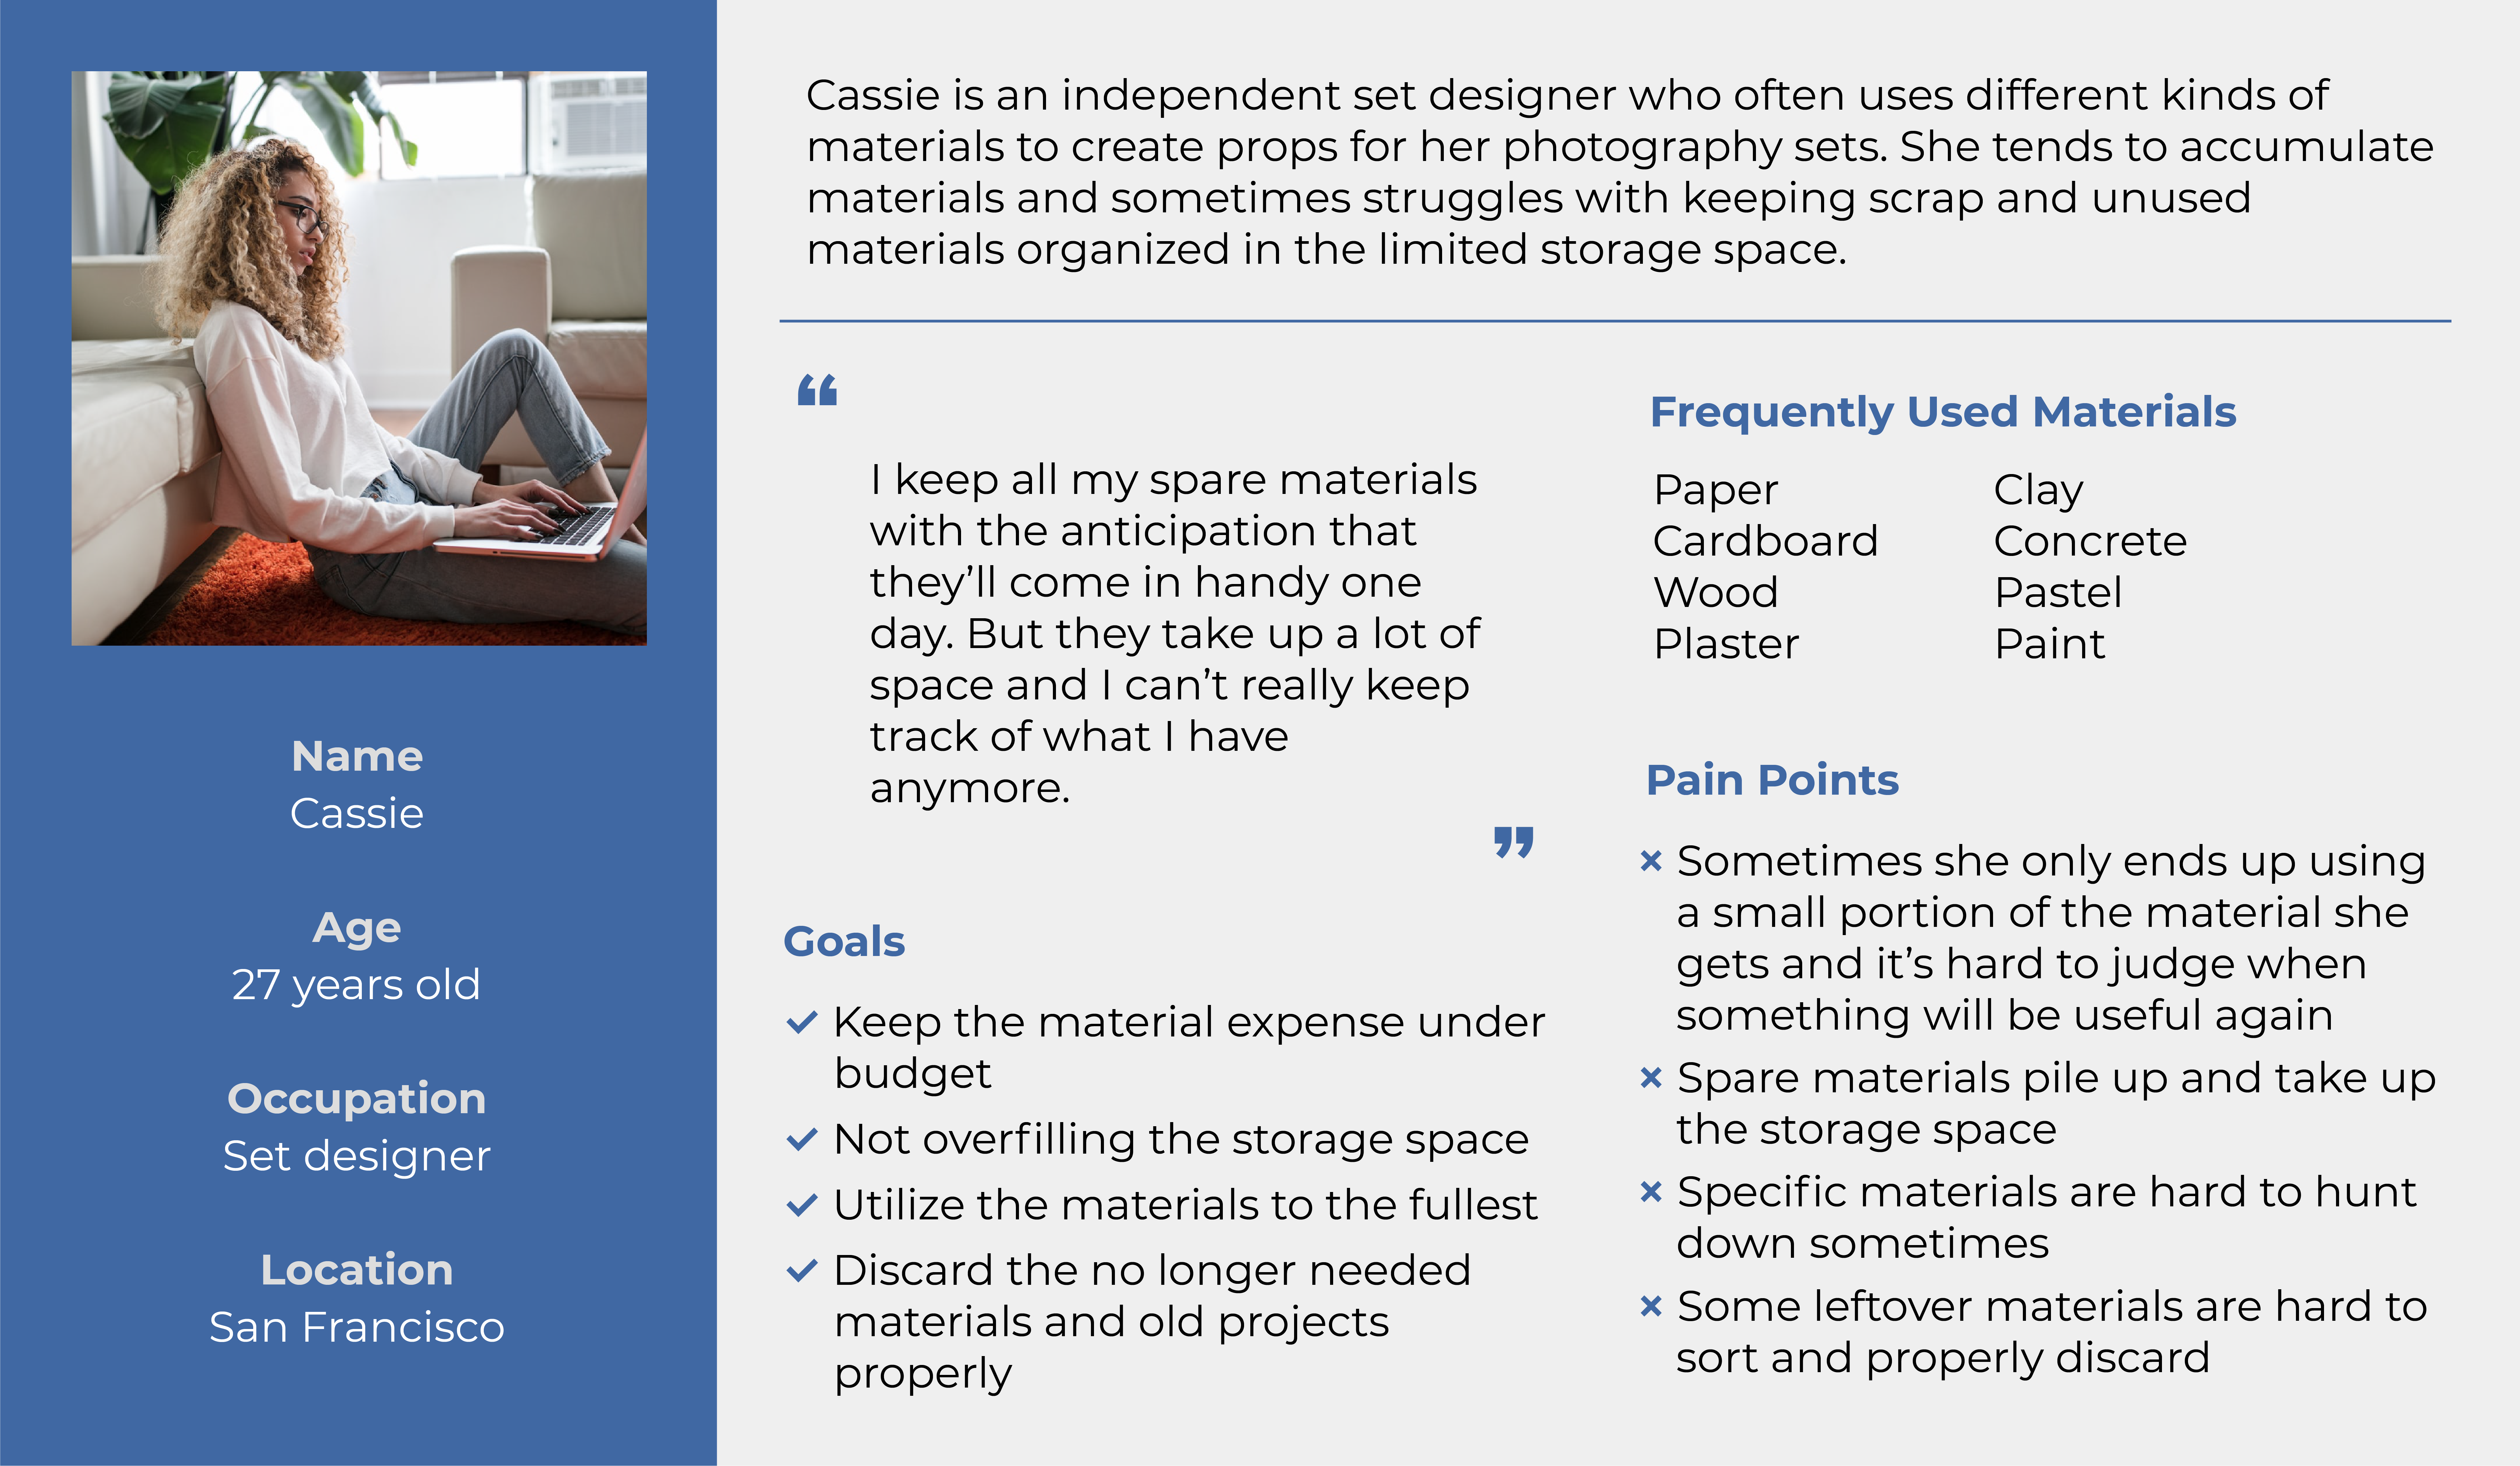 Cassie is an independent set designer who often uses different kinds of
materials to create props for her photography sets. She tends to accumulate
materials and sometimes struggles with keeping scrap and unused
materials organized in the limited storage space.
“
I keep all my spare materials
with the anticipation that
they’ll come in handy one
day. But they take up a lot of
space and I can’t really keep
track of what I have
anymore.
”
Goals
Keep the material expense under
budget
Not overfilling the storage space
Utilize the materials to the fullest
Discard the no longer needed
materials and old projects
properly
Frequently Used Materials
Paper
Cardboard
Wood
Plaster
Clay
Concrete
Pastel
Paint
Pain Points
Sometimes she only ends up using
a small portion of the material she
gets and it’s hard to judge when
something will be useful again
Spare materials pile up and take up
the storage space
Specific materials are hard to hunt
down sometimes
Some leftover materials are hard to
sort and properly discard
Name
Cassie
Age
27 years old
Occupation
Set designer
Location
San Francisco